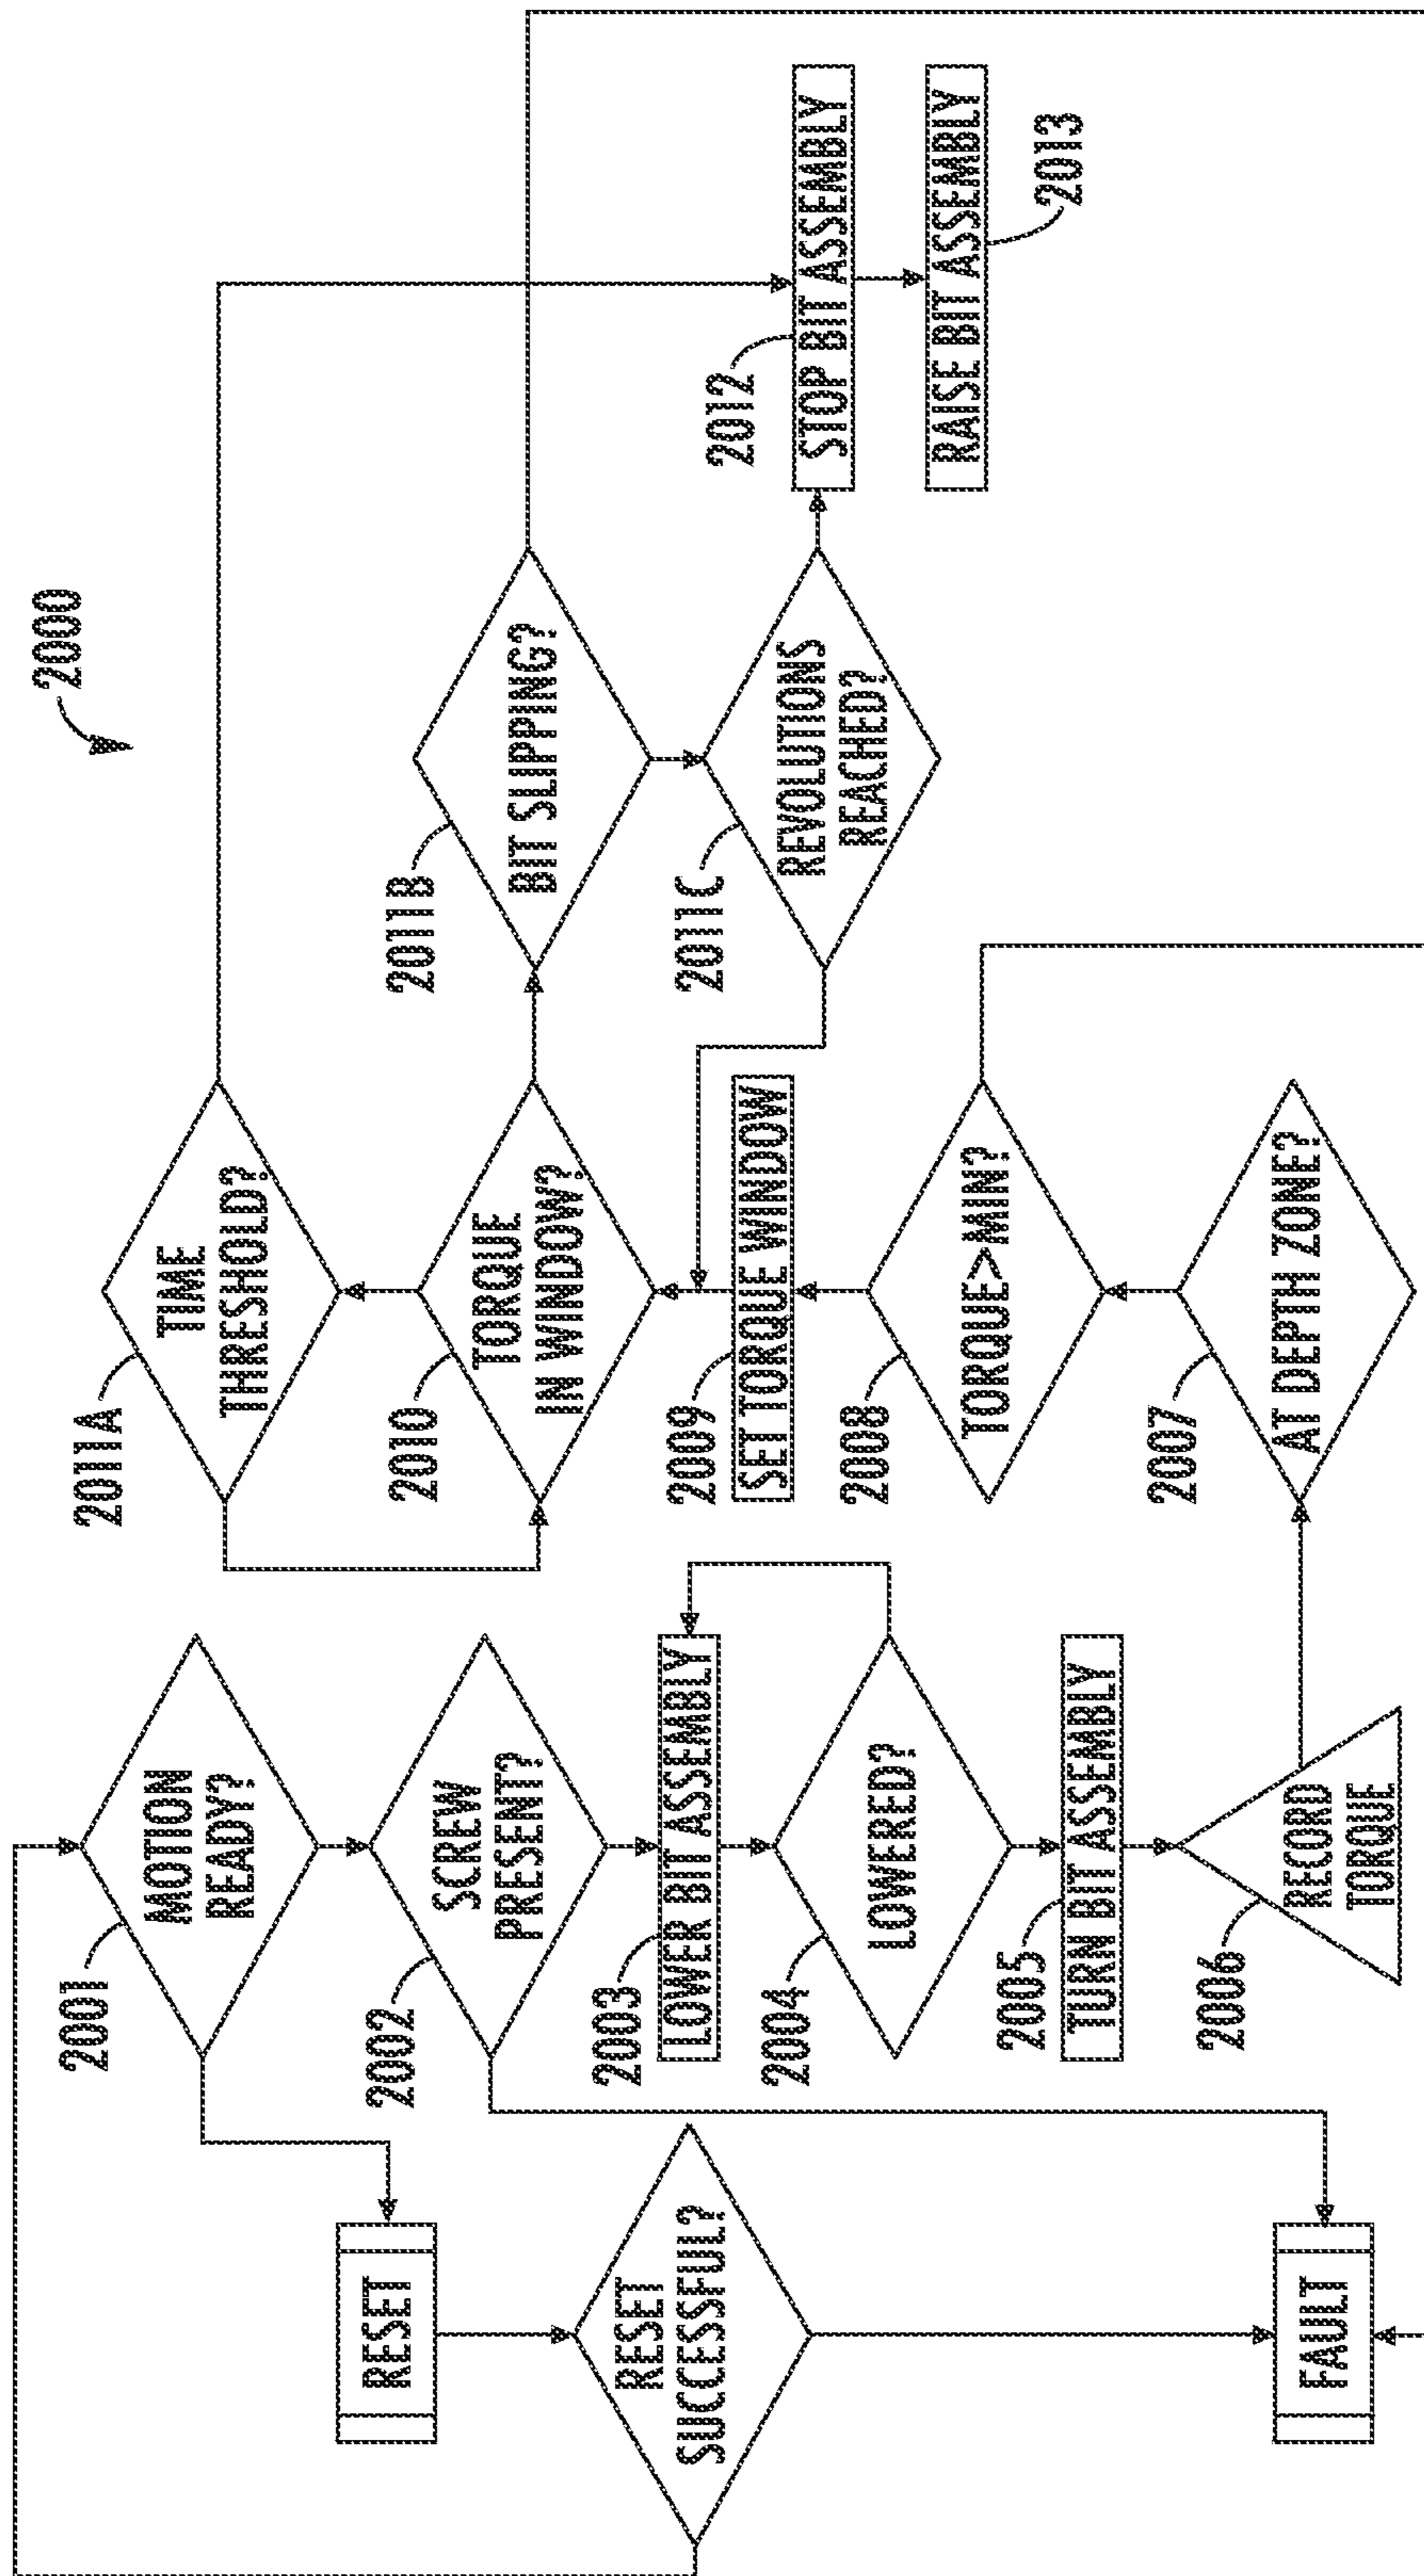 2000
RESET
RESET
SUCCESSFUL?
FAULT
2001
MOTION
READY?
2002
SCREW
PRESENT?
2003
LOWER BIT ASSEMBLY
2004
LOWERED?
2005
TURN BIT ASSEMBLY
2006
RECORD
TORQUE
2011A
TIME
THRESHOLD?
2010
TORQUE
IN WINDOW?
2009
SET TORQUE WINDOW
2008
TORQUE>MIN?
2007
AT DEPTH ZONE?
2011B
BIT SLIPPING?
2011C
REVOLUTIONS
REACHED?
2012
STOP BIT ASSEMBLY
RAISE BIT ASSEMBLY
2013